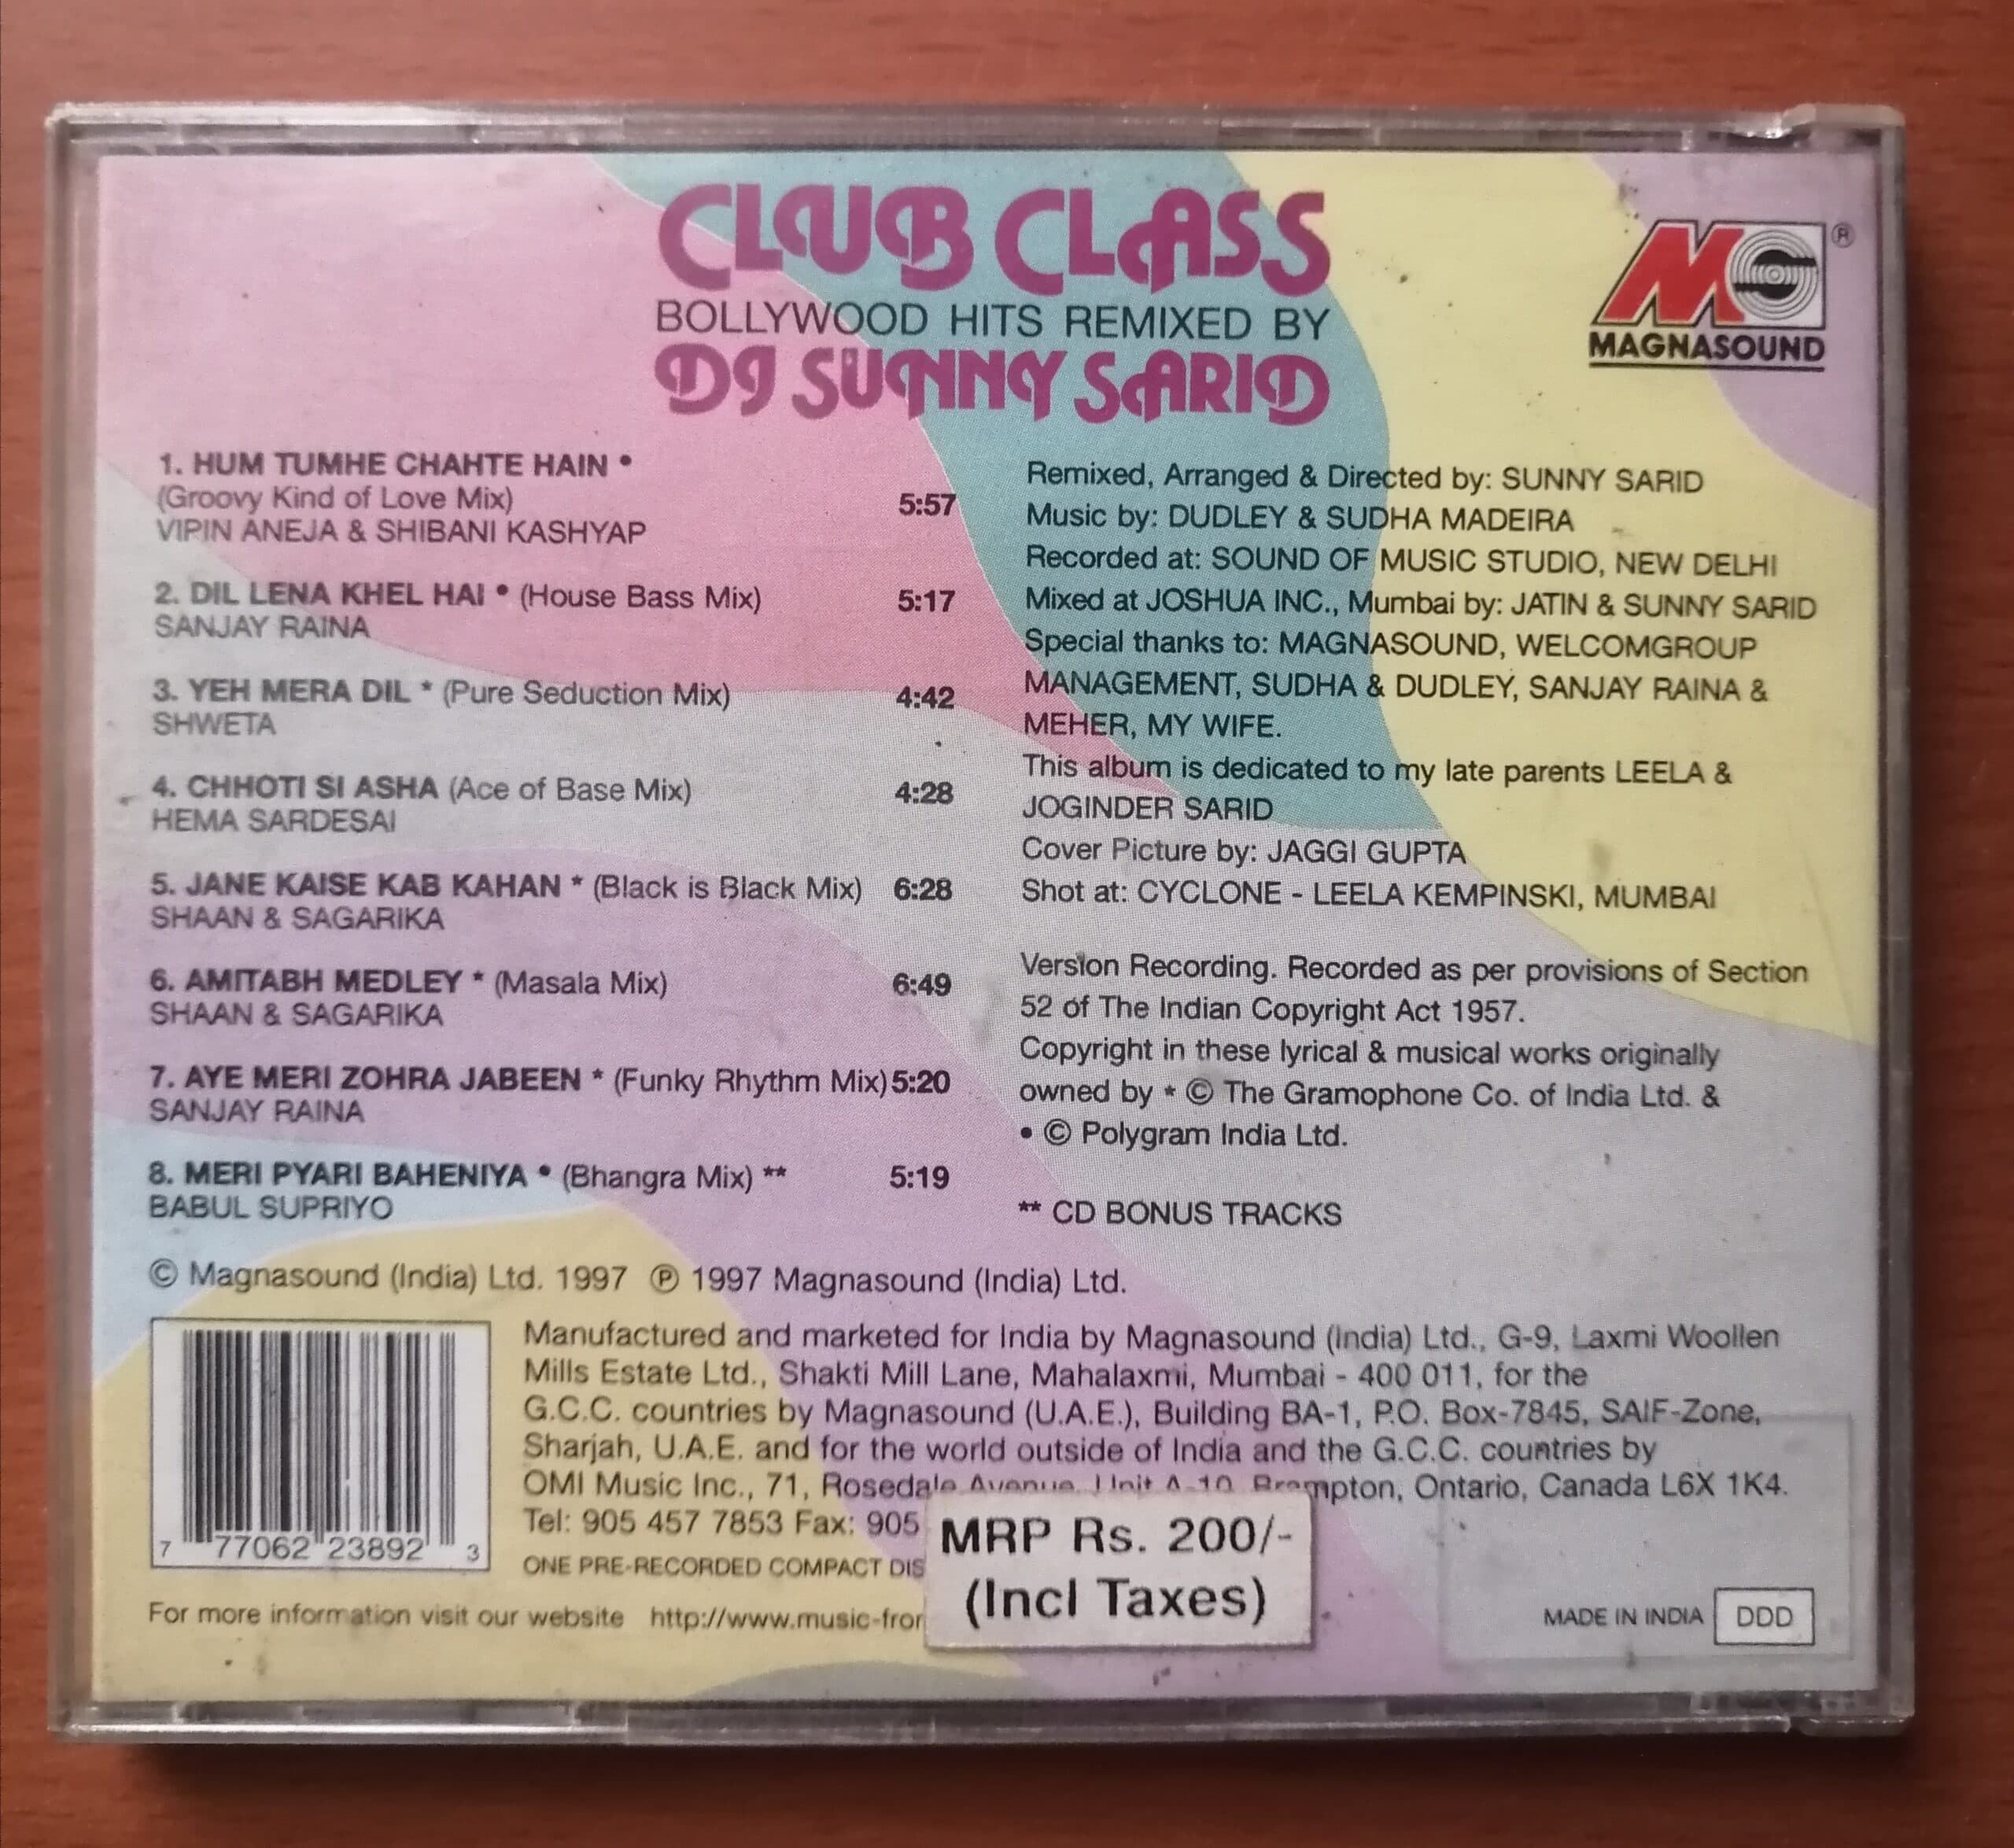 CLUB CLASS
BOLLYWOOD HITS REMIXED BY
DJ SUNNY SARID
MG ®
MAGNASOUND
1. HUM TUMHE CHAHTE HAIN •
(Groovy Kind of Love Mix) 5:57
VIPIN ANEJA & SHIBANI KASHYAP
2. DIL LENA KHEL HAI • (House Bass Mix) 5:17
SANJAY RAINA
3. YEH MERA DIL * (Pure Seduction Mix) 4:42
SHWETA
4. CHHOTI SI ASHA (Ace of Base Mix) 4:28
HEMA SARDESAI
5. JANE KAISE KAB KAHAN * (Black is Black Mix) 6:28
SHAAN & SAGARIKA
6. AMITABH MEDLEY * (Masala Mix) 6:49
SHAAN & SAGARIKA
7. AYE MERI ZOHRA JABEEN * (Funky Rhythm Mix) 5:20
SANJAY RAINA
8. MERI PYARI BAHENIYA • (Bhangra Mix) ** 5:19
BABUL SUPRIYO
Remixed, Arranged & Directed by: SUNNY SARID
Music by: DUDLEY & SUDHA MADEIRA
Recorded at: SOUND OF MUSIC STUDIO, NEW DELHI
Mixed at JOSHUA INC., Mumbai by: JATIN & SUNNY SARID
Special thanks to: MAGNASOUND, WELCOMGROUP
MANAGEMENT, SUDHA & DUDLEY, SANJAY RAINA &
MEHER, MY WIFE.
This album is dedicated to my late parents LEELA &
JOGINDER SARID
Cover Picture by: JAGGI GUPTA
Shot at: CYCLONE - LEELA KEMPINSKI, MUMBAI
Version Recording. Recorded as per provisions of Section
52 of The Indian Copyright Act 1957.
Copyright in these lyrical & musical works originally
owned by * © The Gramophone Co. of India Ltd. &
• © Polygram India Ltd.
** CD BONUS TRACKS
© Magnasound (India) Ltd. 1997 ℗ 1997 Magnasound (India) Ltd.
Manufactured and marketed for India by Magnasound (India) Ltd., G-9, Laxmi Woollen
Mills Estate Ltd., Shakti Mill Lane, Mahalaxmi, Mumbai - 400 011, for the
G.C.C. countries by Magnasound (U.A.E.), Building BA-1, P.O. Box-7845, SAIF-Zone,
Sharjah, U.A.E. and for the world outside of India and the G.C.C. countries by
OMI Music Inc., 71, Rosedale Avenue, Unit A-10, Brampton, Ontario, Canada L6X 1K4.
Tel: 905 457 7853 Fax: 905
ONE PRE-RECORDED COMPACT DIS
7 77062 23892 3
For more information visit our website http://www.music-from
MRP Rs. 200/-
(Incl Taxes)
MADE IN INDIA DDD